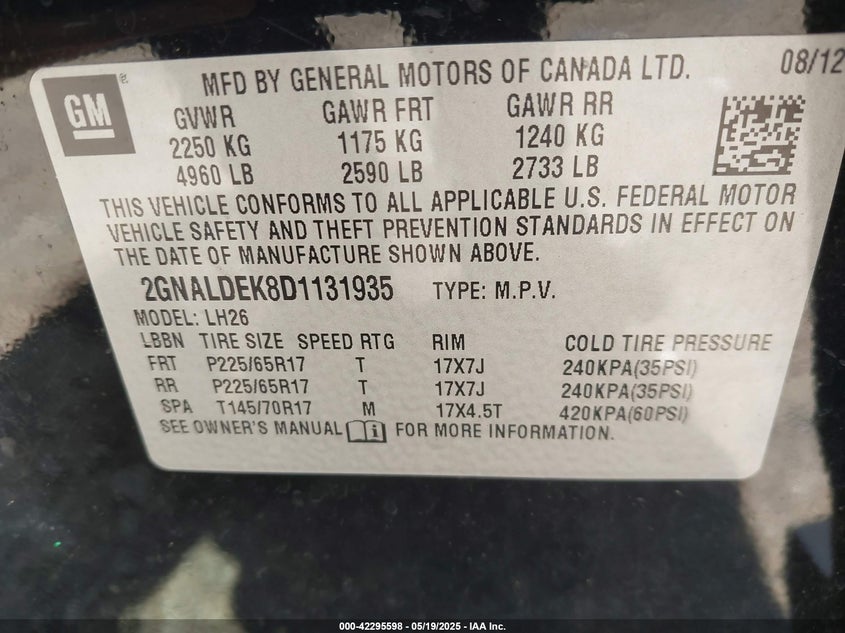 GM
®
MFD BY GENERAL MOTORS OF CANADA LTD. 08/12
GVWR GAWR FRT GAWR RR
2250 KG 1175 KG 1240 KG
4960 LB 2590 LB 2733 LB
THIS VEHICLE CONFORMS TO ALL APPLICABLE U.S. FEDERAL MOTOR
VEHICLE SAFETY AND THEFT PREVENTION STANDARDS IN EFFECT ON
THE DATE OF MANUFACTURE SHOWN ABOVE.
2GNALDEK8D1131935 TYPE: M.P.V.
MODEL: LH26
LBBN TIRE SIZE SPEED RTG RIM COLD TIRE PRESSURE
FRT P225/65R17 T 17X7J 240KPA(35PSI)
RR P225/65R17 T 17X7J 240KPA(35PSI)
SPA T145/70R17 M 17X4.5T 420KPA(60PSI)
SEE OWNER'S MANUAL i FOR MORE INFORMATION.
000-42295598 - 05/19/2025 - IAA Inc.